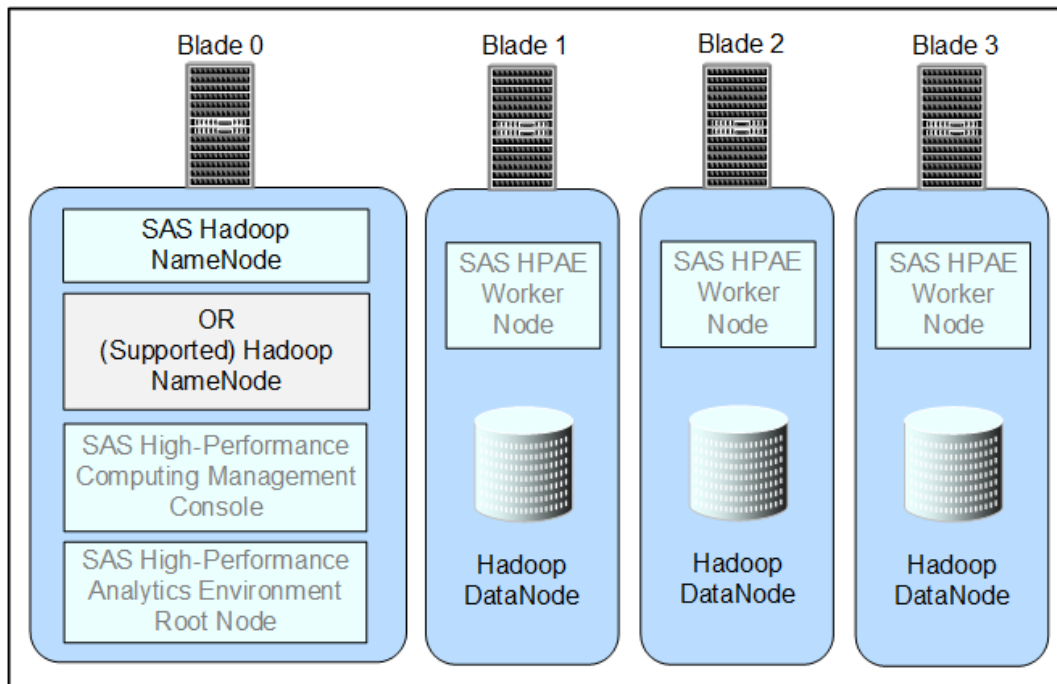 Blade 0
Blade 1
Blade 2
Blade 3
SAS Hadoop
NameNode
OR
(Supported) Hadoop
NameNode
SAS High-Performance
Computing Management
Console
SAS High-Performance
Analytics Environment
Root Node
SAS HPAE
Worker
Node
Hadoop
DataNode
SAS HPAE
Worker
Node
Hadoop
DataNode
SAS HPAE
Worker
Node
Hadoop
DataNode